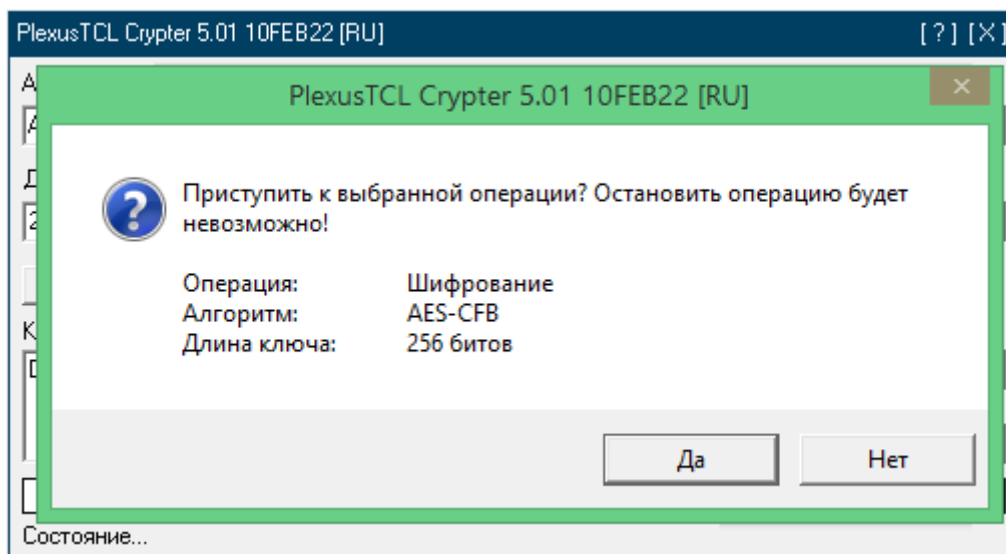 PlexusTCL Crypter 5.01 10FEB22 [RU] [ ? ] [X]
PlexusTCL Crypter 5.01 10FEB22 [RU]
Приступить к выбранной операции? Остановить операцию будет
невозможно!
Операция: Шифрование
Алгоритм: AES-CFB
Длина ключа: 256 битов
Да Нет
Состояние...